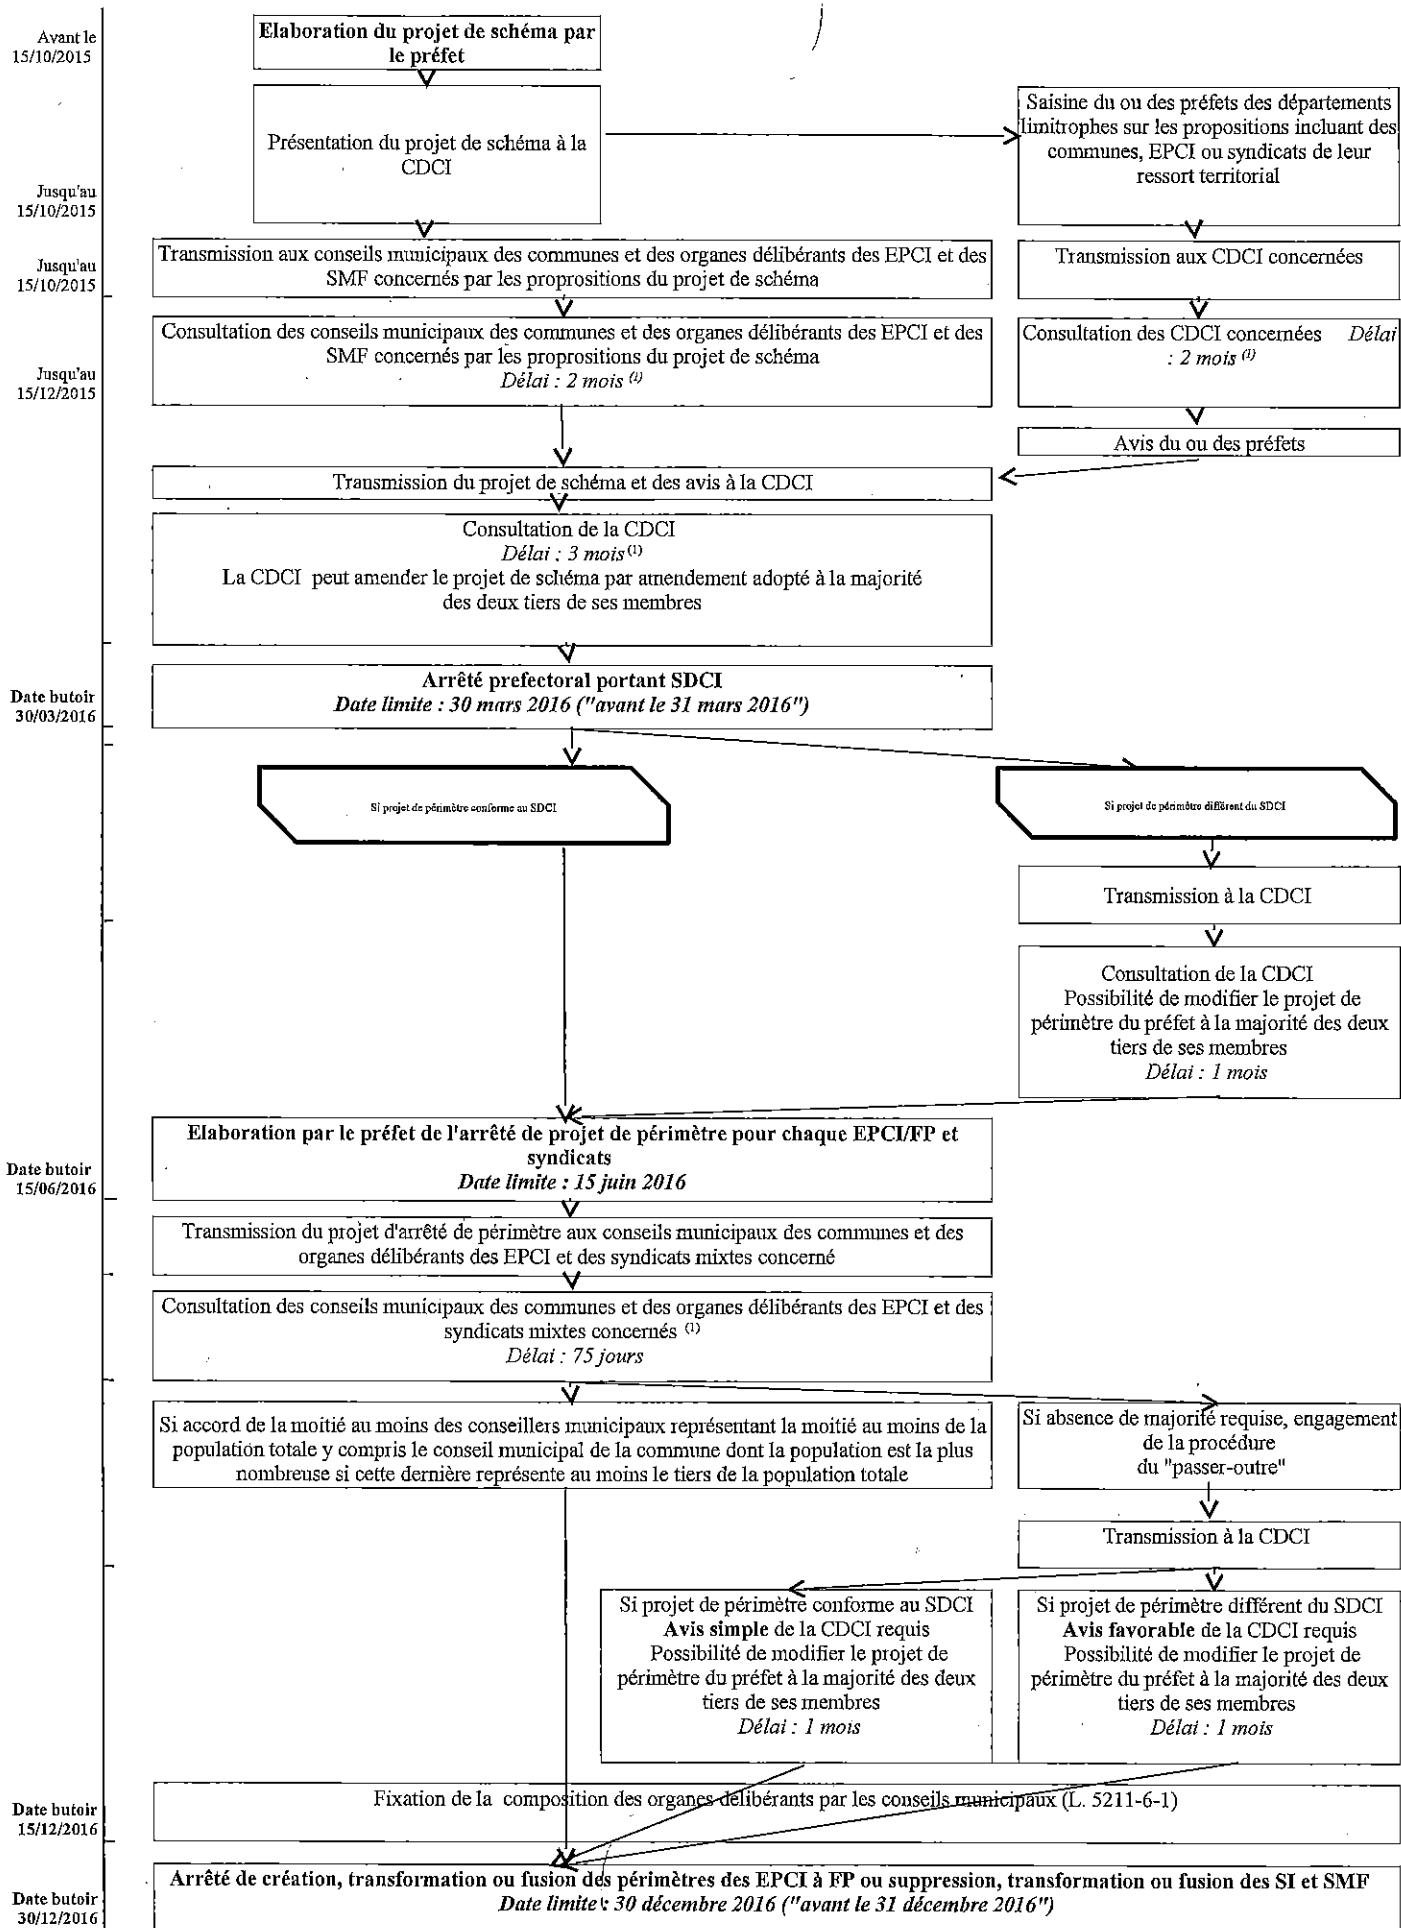 Avant le
15/10/2015
Elaboration du projet de schéma par
le préfet
Présentation du projet de schéma à la
CDCI
Saisine du ou des préfets des départements
limitrophes sur les propositions incluant des
communes, EPCI ou syndicats de leur
ressort territorial
Jusqu'au
15/10/2015
Jusqu'au
15/10/2015
Transmission aux conseils municipaux des communes et des organes délibérants des EPCI et des
SMF concernés par les proprositions du projet de schéma
Transmission aux CDCI concernées
Jusqu'au
15/12/2015
Consultation des conseils municipaux des communes et des organes délibérants des EPCI et des
SMF concernés par les proprositions du projet de schéma
Délai : 2 mois (1)
Consultation des CDCI concernées Délai
: 2 mois (1)
Avis du ou des préfets
Transmission du projet de schéma et des avis à la CDCI
Consultation de la CDCI
Délai : 3 mois (1)
La CDCI peut amender le projet de schéma par amendement adopté à la majorité
des deux tiers de ses membres
Date butoir
30/03/2016
Arrêté prefectoral portant SDCI
Date limite : 30 mars 2016 ("avant le 31 mars 2016")
Si projet de périmètre conforme au SDCI
Si projet de périmètre différent du SDCI
Transmission à la CDCI
Consultation de la CDCI
Possibilité de modifier le projet de
périmètre du préfet à la majorité des deux
tiers de ses membres
Délai : 1 mois
Date butoir
15/06/2016
Elaboration par le préfet de l'arrêté de projet de périmètre pour chaque EPCI/FP et
syndicats
Date limite : 15 juin 2016
Transmission du projet d'arrêté de périmètre aux conseils municipaux des communes et des
organes délibérants des EPCI et des syndicats mixtes concerné
Consultation des conseils municipaux des communes et des organes délibérants des EPCI et des
syndicats mixtes concernés (1)
Délai : 75 jours
Si accord de la moitié au moins des conseillers municipaux représentant la moitié au moins de la
population totale y compris le conseil municipal de la commune dont la population est la plus
nombreuse si cette dernière représente au moins le tiers de la population totale
Si absence de majorité requise, engagement
de la procédure
du "passer-outre"
Transmission à la CDCI
Si projet de périmètre conforme au SDCI
Avis simple de la CDCI requis
Possibilité de modifier le projet de
périmètre du préfet à la majorité des deux
tiers de ses membres
Délai : 1 mois
Si projet de périmètre différent du SDCI
Avis favorable de la CDCI requis
Possibilité de modifier le projet de
périmètre du préfet à la majorité des deux
tiers de ses membres
Délai : 1 mois
Date butoir
15/12/2016
Fixation de la composition des organes délibérants par les conseils municipaux (L. 5211-6-1)
Date butoir
30/12/2016
Arrêté de création, transformation ou fusion des périmètres des EPCI à FP ou suppression, transformation ou fusion des SI et SMF
Date limite : 30 décembre 2016 ("avant le 31 décembre 2016")